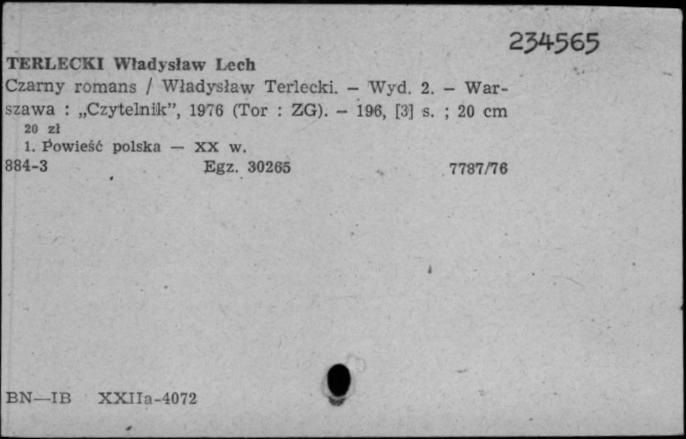 234565
TERLECKI Władysław Lech
Czarny romans / Władysław Terlecki. — Wyd. 2. — War-
szawa : „Czytelnik”, 1976 (Tor : ZG). — 196, [3] s. ; 20 cm
20 zł
1. Powieść polska — XX w.
884-3 Egz. 30265 7787/76
BN—IB XXIIa-4072